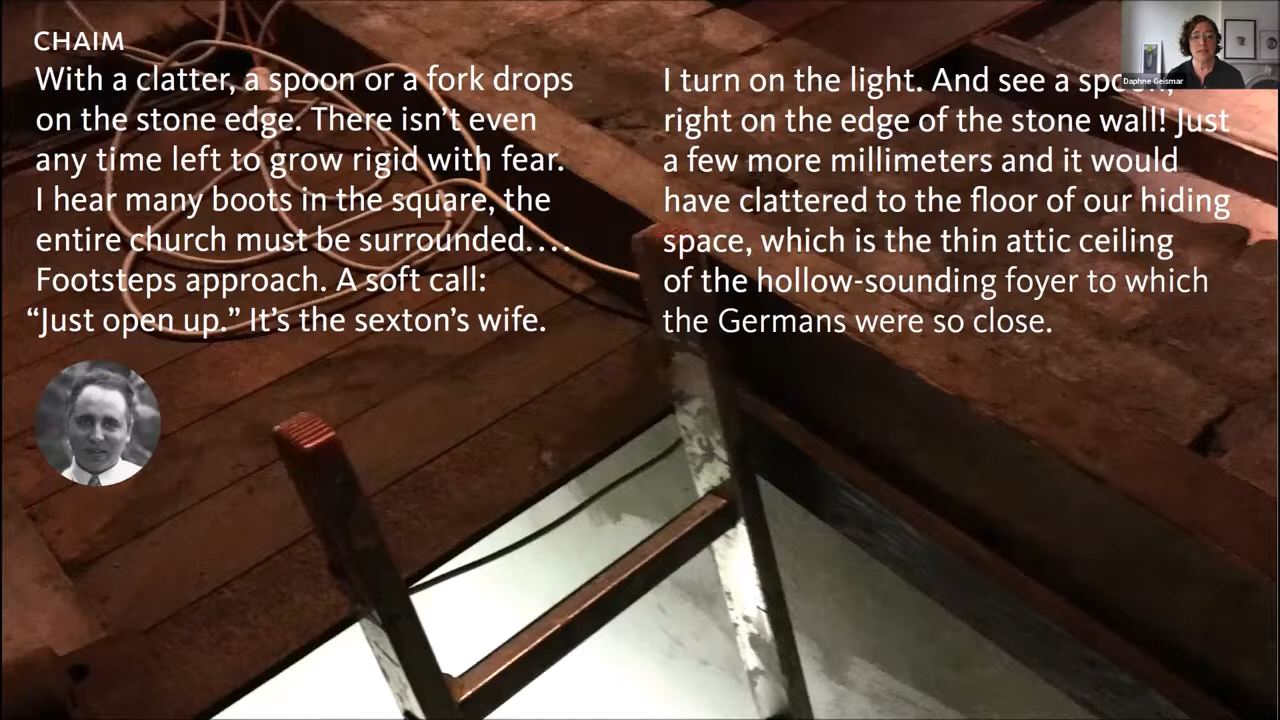 CHAIM
With a clatter, a spoon or a fork drops
on the stone edge. There isn’t even
any time left to grow rigid with fear.
I hear many boots in the square, the
entire church must be surrounded....
Footsteps approach. A soft call:
“Just open up.” It’s the sexton’s wife.
I turn on the light. And see a spoon,
right on the edge of the stone wall! Just
a few more millimeters and it would
have clattered to the floor of our hiding
space, which is the thin attic ceiling
of the hollow-sounding foyer to which
the Germans were so close.
Daphne Geismar